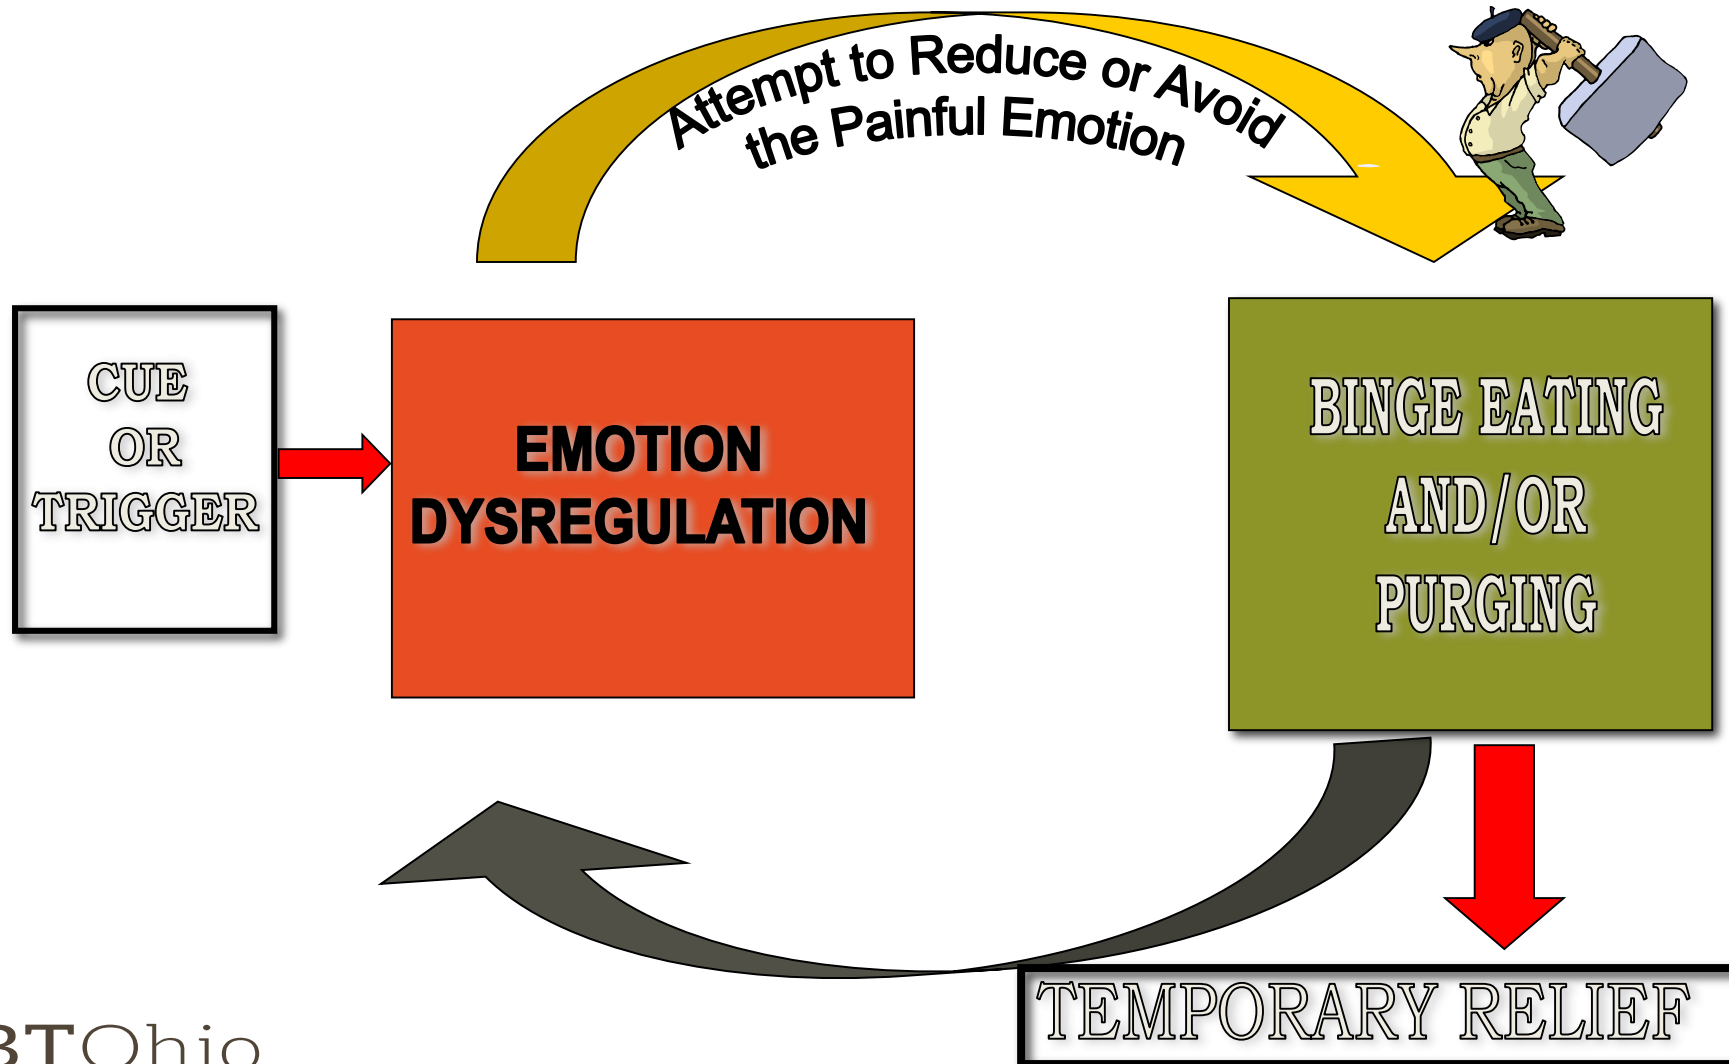 Attempt to Reduce or Avoid
the Painful Emotion
CUE
OR
TRIGGER
EMOTION
DYSREGULATION
BINGE EATING
AND/OR
PURGING
TEMPORARY RELIEF
BTOhio